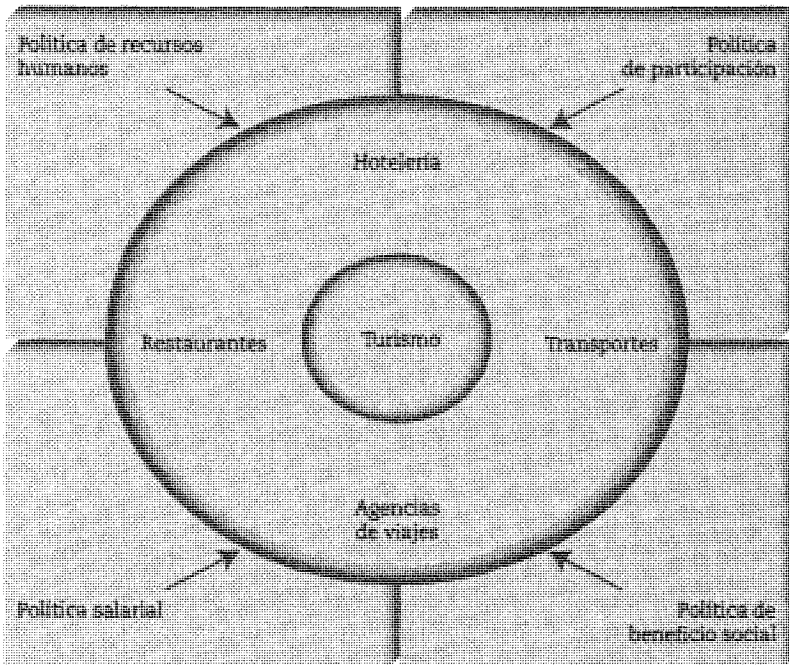 Política de recursos
humanos
Política
de participación
Hotelería
Restaurantes
Turismo
Transportes
Agencias
de viajes
Política salarial
Política de
beneficio social